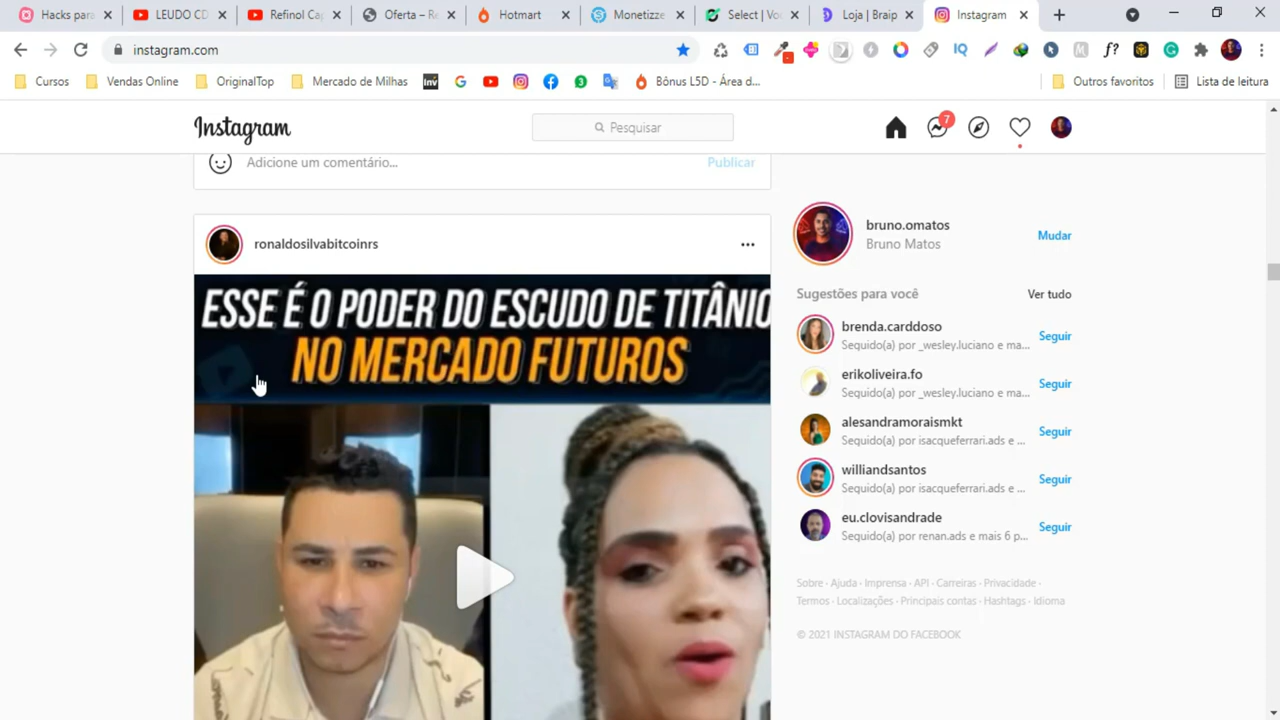 Hacks para
LEUDO CD
Refinol Ca
Oferta – Re
Hotmart
Monetizze
Select | Vo
Loja | Braip
Instagram
instagram.com
Cursos
Vendas Online
OriginalTop
Mercado de Milhas
Inv
Bônus L5D - Área d...
Outros favoritos
Lista de leitura
Instagram
Pesquisar
7
Adicione um comentário...
Publicar
ronaldosilvabitcoinrs
ESSE É O PODER DO ESCUDO DE TITÂNIO
NO MERCADO FUTUROS
bruno.omatos
Bruno Matos
Mudar
Sugestões para você
Ver tudo
brenda.carddoso
Seguido(a) por _wesley.luciano e ma...
Seguir
erikoliveira.fo
Seguido(a) por _wesley.luciano e ma...
Seguir
alesandramoraismkt
Seguido(a) por isacqueferrari.ads e ...
Seguir
williandsantos
Seguido(a) por isacqueferrari.ads e ...
Seguir
eu.clovisandrade
Seguido(a) por renan.ads e mais 6 p...
Seguir
Sobre · Ajuda · Imprensa · API · Carreiras · Privacidade ·
Termos · Localizações · Principais contas · Hashtags · Idioma
© 2021 INSTAGRAM DO FACEBOOK